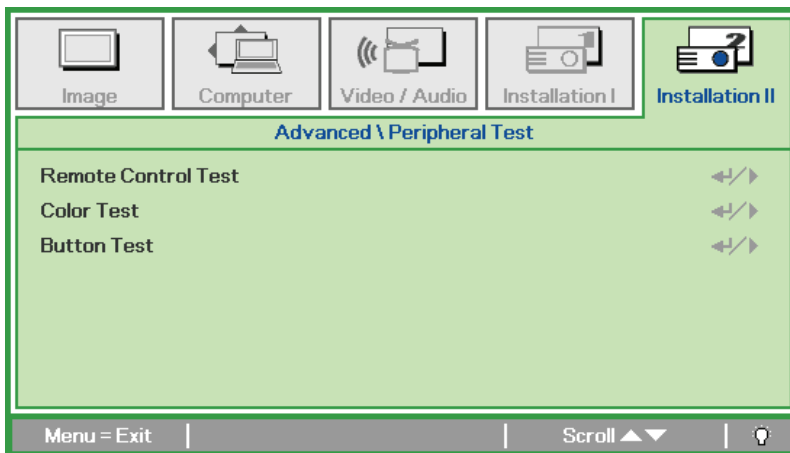 Image Computer Video / Audio Installation I Installation II
Advanced \ Peripheral Test
Remote Control Test
Color Test
Button Test
Menu = Exit Scroll